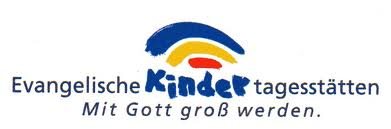 Evangelische Kinder tagesstätten
Mit Gott groß werden.